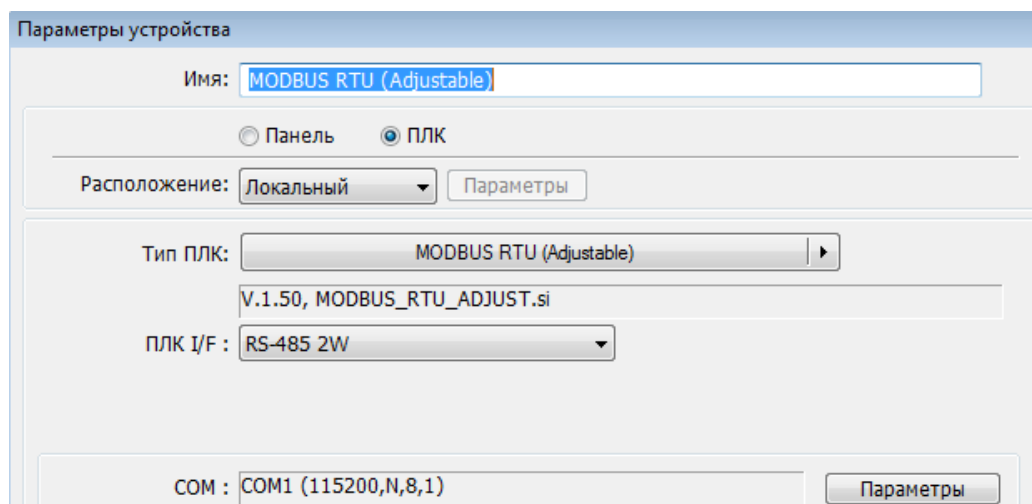 Параметры устройства
Имя: MODBUS RTU (Adjustable)
Панель ПЛК
Расположение: Локальный Параметры
Тип ПЛК: MODBUS RTU (Adjustable)
V.1.50, MODBUS_RTU_ADJUST.si
ПЛК I/F : RS-485 2W
COM : COM1 (115200,N,8,1) Параметры